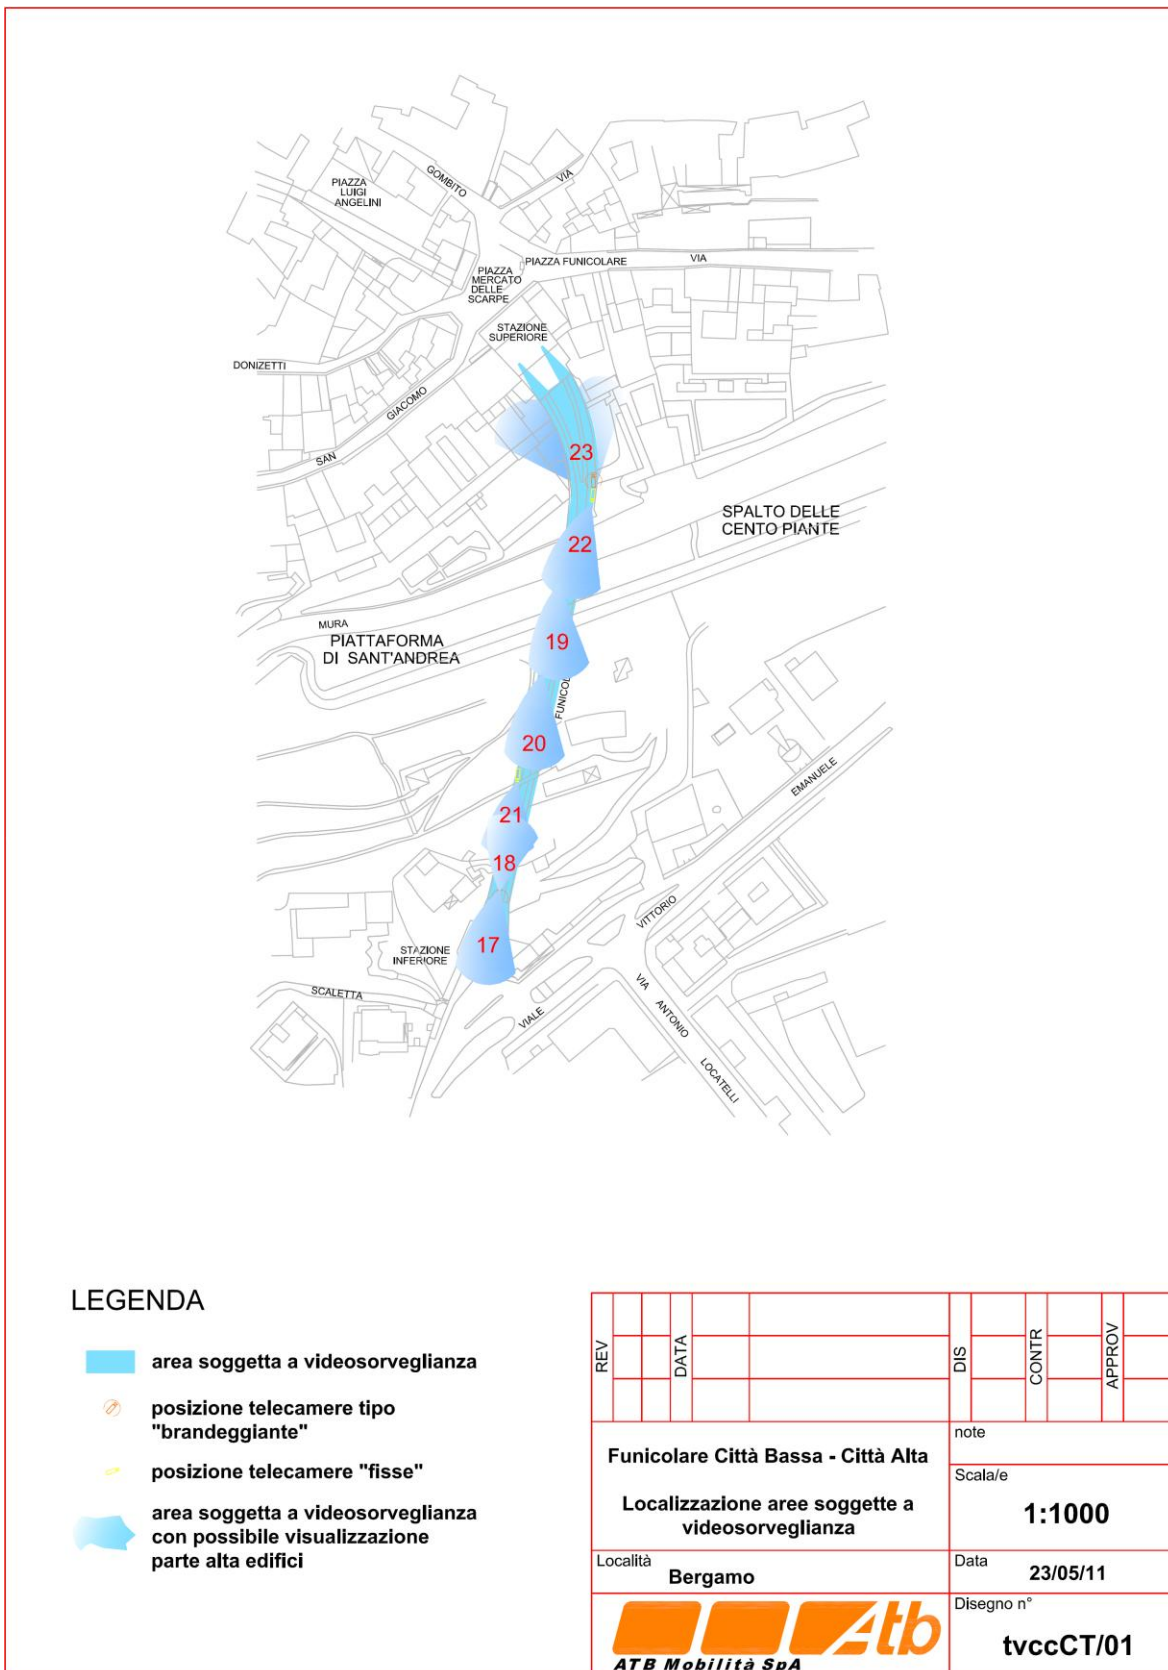 GOMBITO
VIA
PIAZZA
LUIGI
ANGELINI
PIAZZA FUNICOLARE
VIA
PIAZZA
MERCATO
DELLE
SCARPE
STAZIONE
SUPERIORE
DONIZETTI
GIACOMO
SAN
23
SPALTO DELLE
CENTO PIANTE
22
MURA
PIATTAFORMA
DI SANT'ANDREA
19
FUNICOL
20
EMANUELE
21
18
VITTORIO
17
STAZIONE
INFERIORE
SCALETTA
VIALE
VIA
ANTONIO
LOCATELLI
LEGENDA
area soggetta a videosorveglianza
posizione telecamere tipo
"brandeggiante"
posizione telecamere "fisse"
area soggetta a videosorveglianza
con possibile visualizzazione
parte alta edifici
REV
DATA
DIS
CONTR
APPROV
Funicolare Città Bassa - Città Alta
Localizzazione aree soggette a
videosorveglianza
note
Scala/e
1:1000
Località
Bergamo
Data
23/05/11
Atb
ATB Mobilità SpA
Disegno n°
tvccCT/01